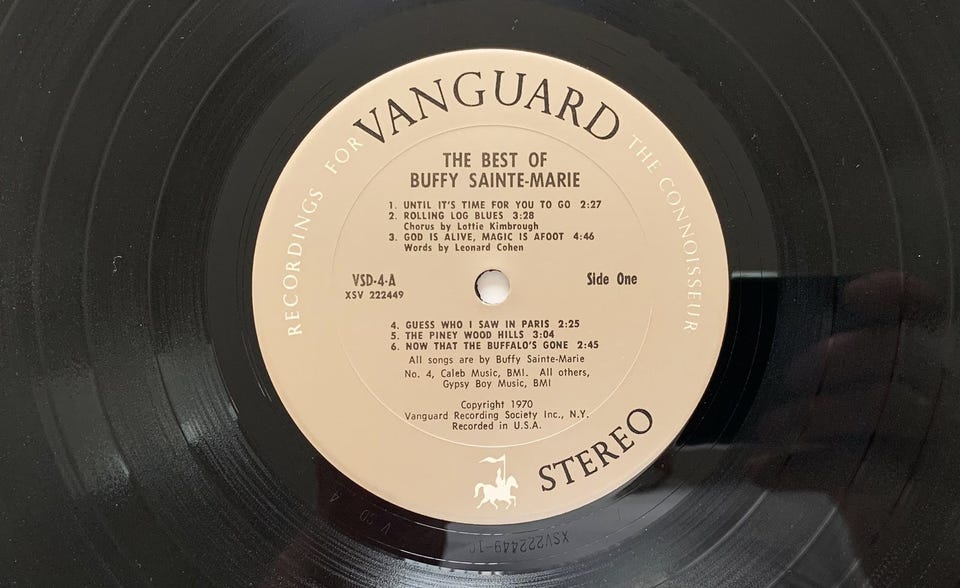 VANGUARD
RECORDINGS FOR THE CONNOISSEUR
THE BEST OF
BUFFY SAINTE-MARIE
1. UNTIL IT'S TIME FOR YOU TO GO 2:27
2. ROLLING LOG BLUES 3:28
Chorus by Lottie Kimbrough
3. GOD IS ALIVE, MAGIC IS AFOOT 4:46
Words by Leonard Cohen
VSD-4-A
XSV 222449
Side One
4. GUESS WHO I SAW IN PARIS 2:25
5. THE PINEY WOOD HILLS 3:04
6. NOW THAT THE BUFFALO'S GONE 2:45
All songs are by Buffy Sainte-Marie
No. 4, Caleb Music, BMI. All others,
Gypsy Boy Music, BMI
Copyright 1970
Vanguard Recording Society Inc., N.Y.
Recorded in U.S.A.
STEREO